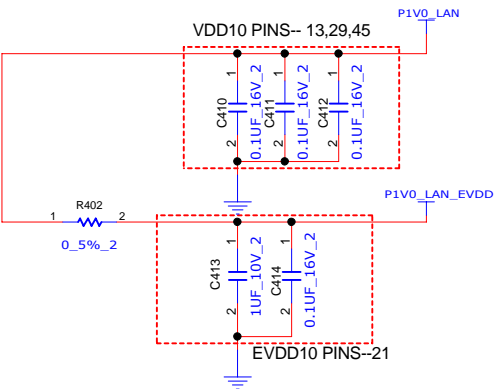 P1V0_LAN
VDD10 PINS-- 13,29,45
1
1
1
C410
0.1UF_16V_2
C411
0.1UF_16V_2
C412
0.1UF_16V_2
2
2
2
P1V0_LAN_EVDD
R402
1
2
0_5%_2
1
1
C413
1UF_10V_2
C414
0.1UF_16V_2
2
2
EVDD10 PINS--21